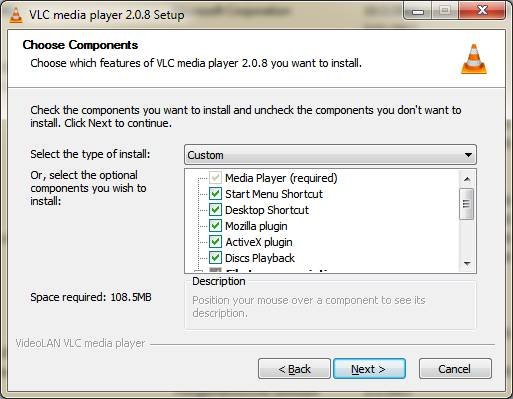 VLC media player 2.0.8 Setup
Choose Components
Choose which features of VLC media player 2.0.8 you want to install.
Check the components you want to install and uncheck the components you don't want to
install. Click Next to continue.
Select the type of install:
Custom
Or, select the optional
components you wish to
install:
Media Player (required)
Start Menu Shortcut
Desktop Shortcut
Mozilla plugin
ActiveX plugin
Discs Playback
Space required: 108.5MB
Description
Position your mouse over a component to see its
description.
VideoLAN VLC media player
< Back
Next >
Cancel